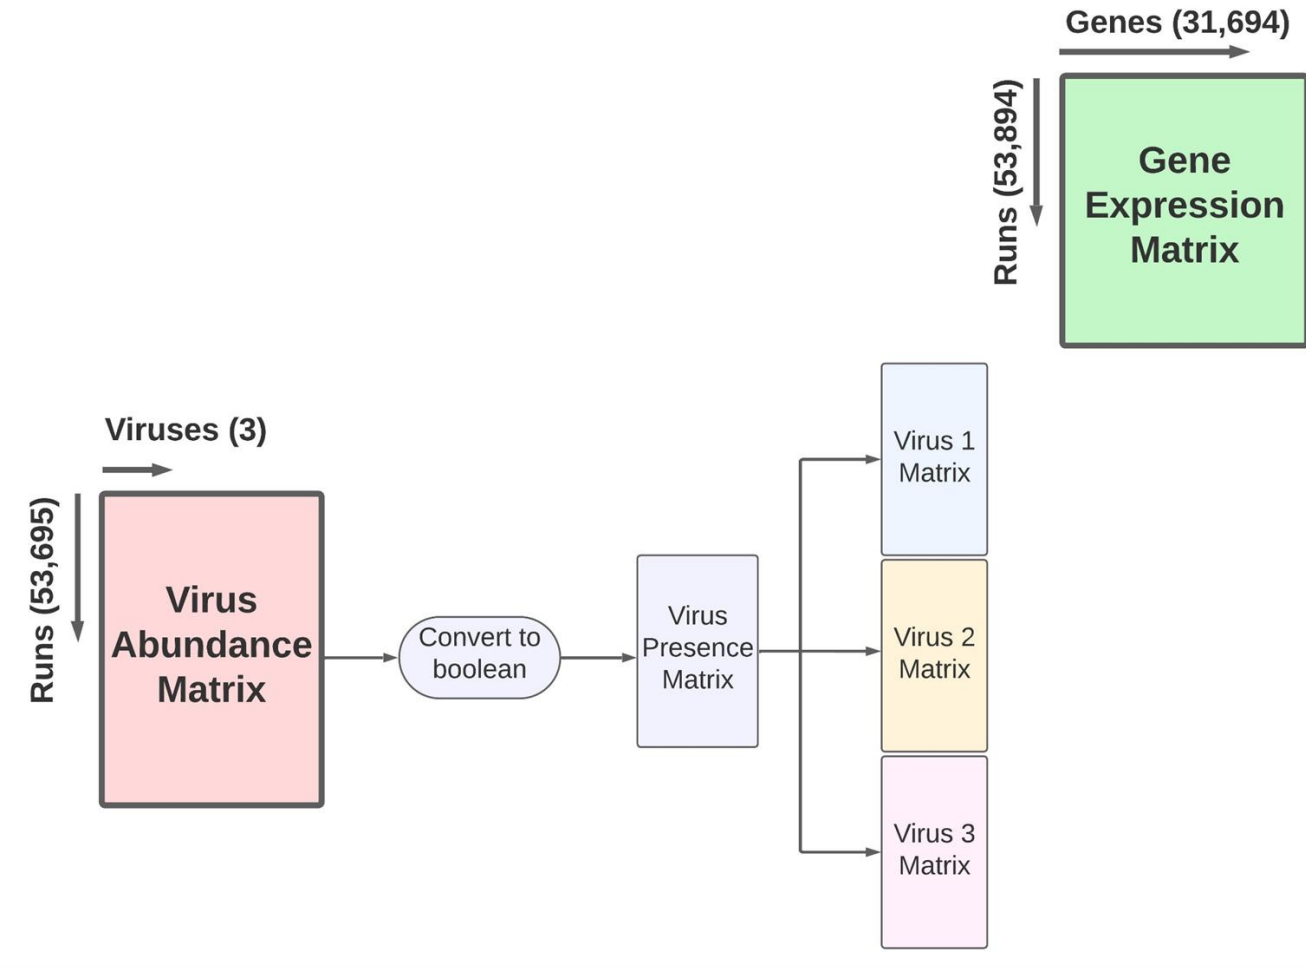 Genes (31,694)
Runs (53,894)
Gene
Expression
Matrix
Viruses (3)
Runs (53,695)
Virus
Abundance
Matrix
Convert to
boolean
Virus
Presence
Matrix
Virus 1
Matrix
Virus 2
Matrix
Virus 3
Matrix